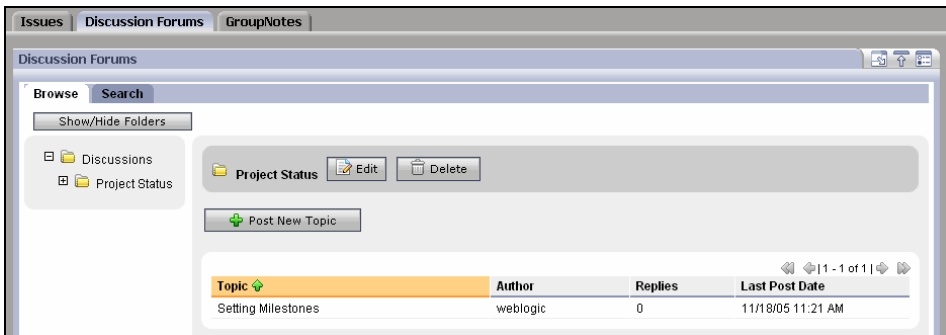 Issues Discussion Forums GroupNotes
Discussion Forums
Browse Search
Show/Hide Folders
Discussions
Project Status
Project Status Edit Delete
Post New Topic
|1 - 1 of 1|
Topic Author Replies Last Post Date
Setting Milestones weblogic 0 11/18/05 11:21 AM